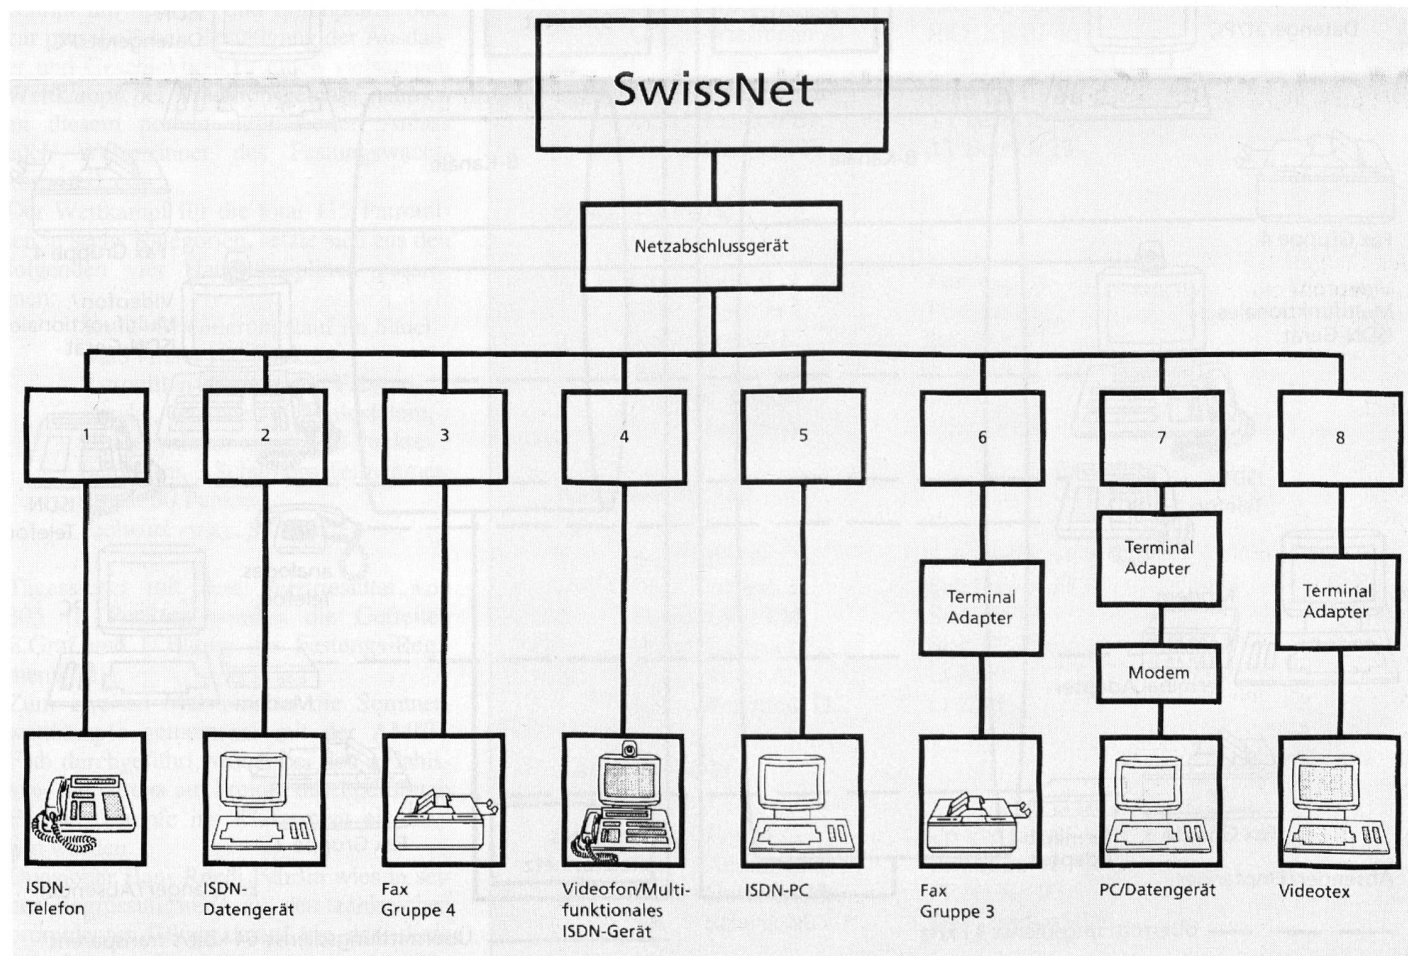 SwissNet
Netzabschlussgerät
1
2
3
4
5
6
7
8
Terminal
Adapter
Terminal
Adapter
Modem
Terminal
Adapter
ISDN-
Telefon
ISDN-
Datengerät
Fax
Gruppe 4
Videofon/Multi-
funktionales
ISDN-Gerät
ISDN-PC
Fax
Gruppe 3
PC/Datengerät
Videotex